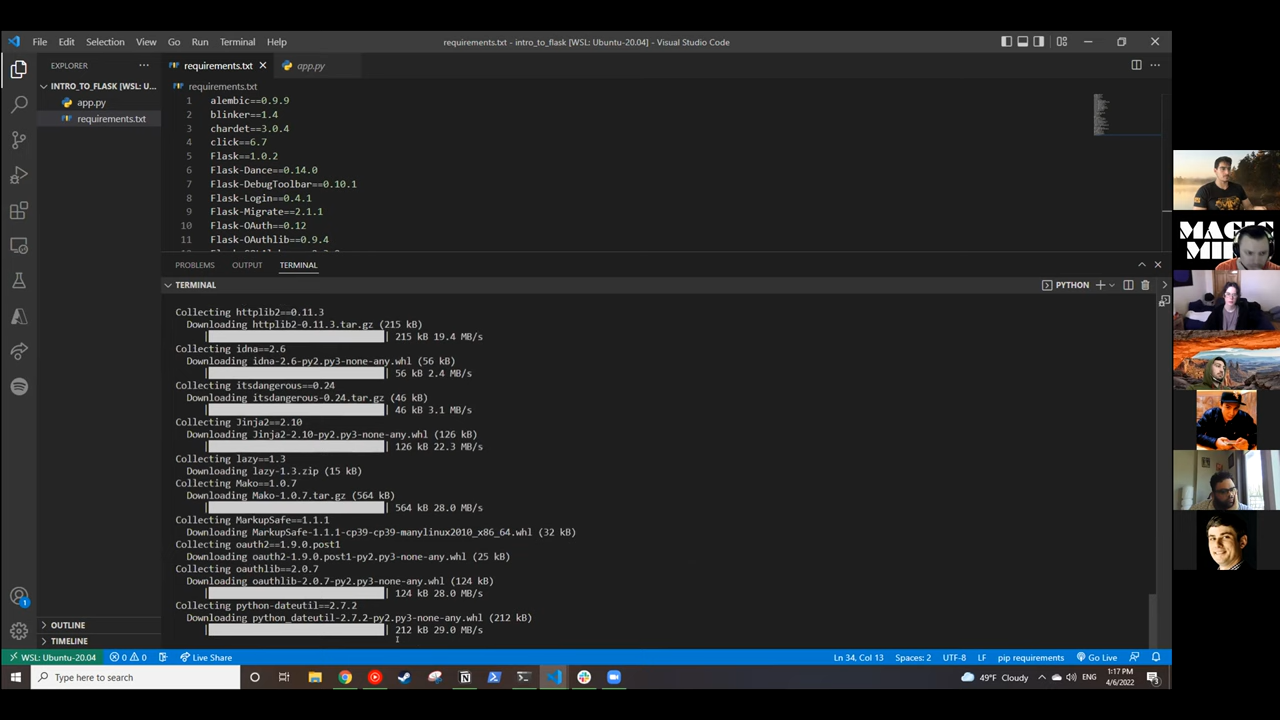 File Edit Selection View Go Run Terminal Help
requirements.txt - intro_to_flask [WSL: Ubuntu-20.04] - Visual Studio Code
EXPLORER
INTRO_TO_FLASK [WSL: U...
app.py
requirements.txt
OUTLINE
TIMELINE
requirements.txt
app.py
requirements.txt
1 alembic==0.9.9
2 blinker==1.4
3 chardet==3.0.4
4 click==6.7
5 Flask==1.0.2
6 Flask-Dance==0.14.0
7 Flask-DebugToolbar==0.10.1
8 Flask-Login==0.4.1
9 Flask-Migrate==2.1.1
10 Flask-OAuth==0.12
11 Flask-OAuthlib==0.9.4
PROBLEMS OUTPUT TERMINAL
TERMINAL
PYTHON
Collecting httplib2==0.11.3
Downloading httplib2-0.11.3.tar.gz (215 kB)
| | 215 kB 19.4 MB/s
Collecting idna==2.6
Downloading idna-2.6-py2.py3-none-any.whl (56 kB)
| | 56 kB 2.4 MB/s
Collecting itsdangerous==0.24
Downloading itsdangerous-0.24.tar.gz (46 kB)
| | 46 kB 3.1 MB/s
Collecting Jinja2==2.10
Downloading Jinja2-2.10-py2.py3-none-any.whl (126 kB)
| | 126 kB 22.3 MB/s
Collecting lazy==1.3
Downloading lazy-1.3.zip (15 kB)
Collecting Mako==1.0.7
Downloading Mako-1.0.7.tar.gz (564 kB)
| | 564 kB 28.0 MB/s
Collecting MarkupSafe==1.1.1
Downloading MarkupSafe-1.1.1-cp39-cp39-manylinux2010_x86_64.whl (32 kB)
Collecting oauth2==1.9.0.post1
Downloading oauth2-1.9.0.post1-py2.py3-none-any.whl (25 kB)
Collecting oauthlib==2.0.7
Downloading oauthlib-2.0.7-py2.py3-none-any.whl (124 kB)
| | 124 kB 28.0 MB/s
Collecting python-dateutil==2.7.2
Downloading python_dateutil-2.7.2-py2.py3-none-any.whl (212 kB)
| | 212 kB 29.0 MB/s
WSL: Ubuntu-20.04 0 0 Live Share
Ln 34, Col 13 Spaces: 2 UTF-8 LF pip requirements Go Live
Type here to search
49°F Cloudy ENG
1:17 PM
4/6/2022
MAGIC